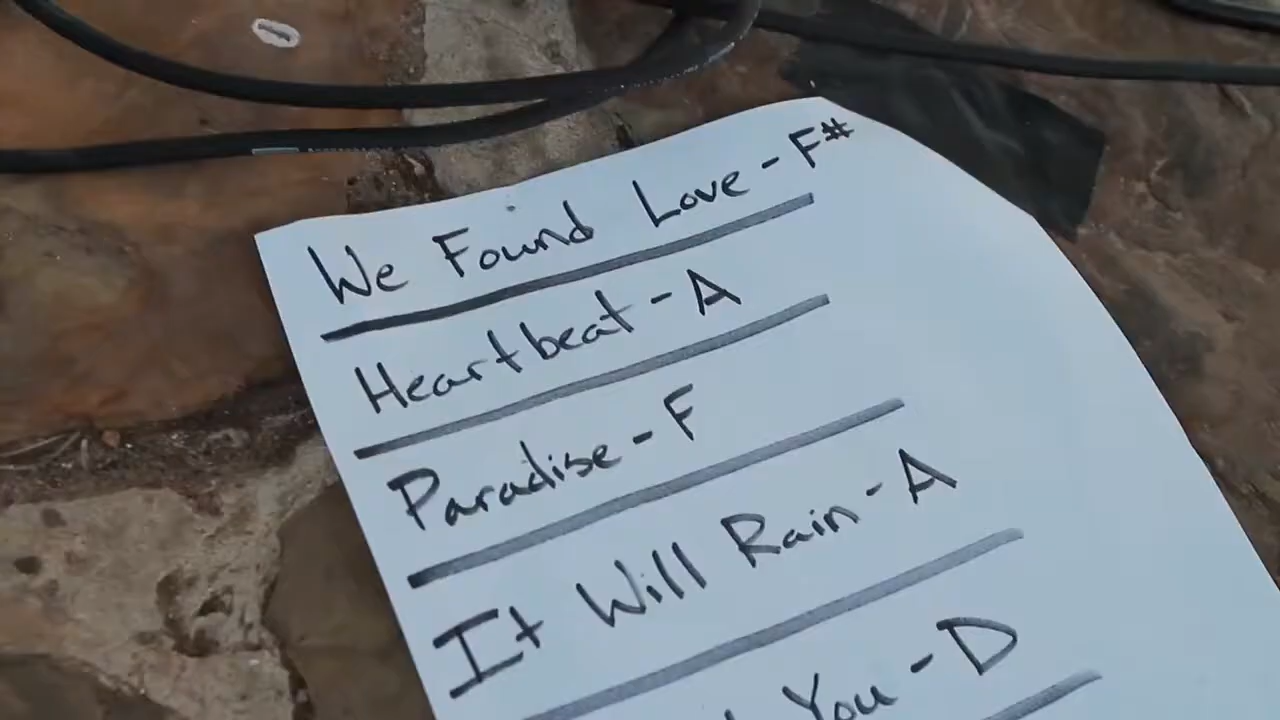 We Found Love - F#
Heartbeat - A
Paradise - F
It Will Rain - A
You - D